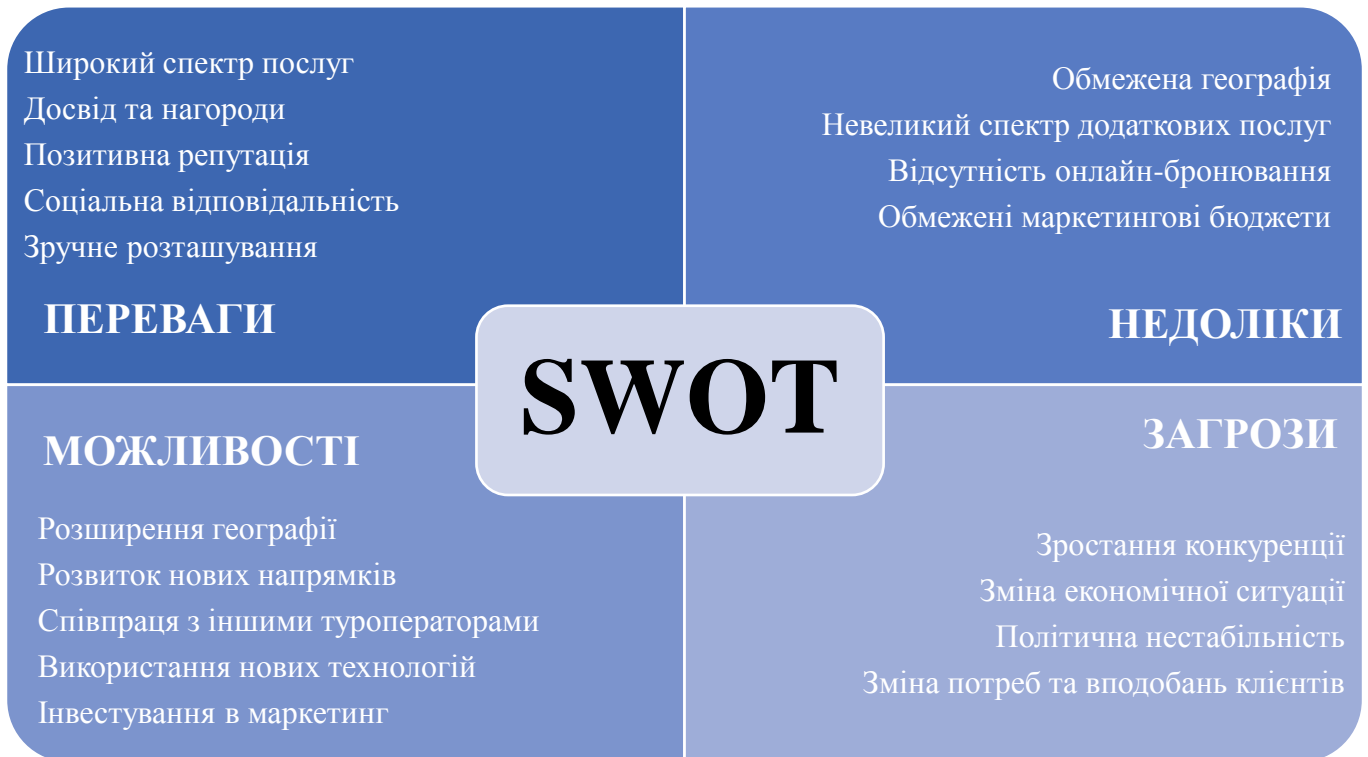 Широкий спектр послуг
Досвід та нагороди
Позитивна репутація
Соціальна відповідальність
Зручне розташування
ПЕРЕВАГИ
Обмежена географія
Невеликий спектр додаткових послуг
Відсутність онлайн-бронювання
Обмежені маркетингові бюджети
НЕДОЛІКИ
SWOT
МОЖЛИВОСТІ
Розширення географії
Розвиток нових напрямків
Співпраця з іншими туроператорами
Використання нових технологій
Інвестування в маркетинг
ЗАГРОЗИ
Зростання конкуренції
Зміна економічної ситуації
Політична нестабільність
Зміна потреб та вподобань клієнтів